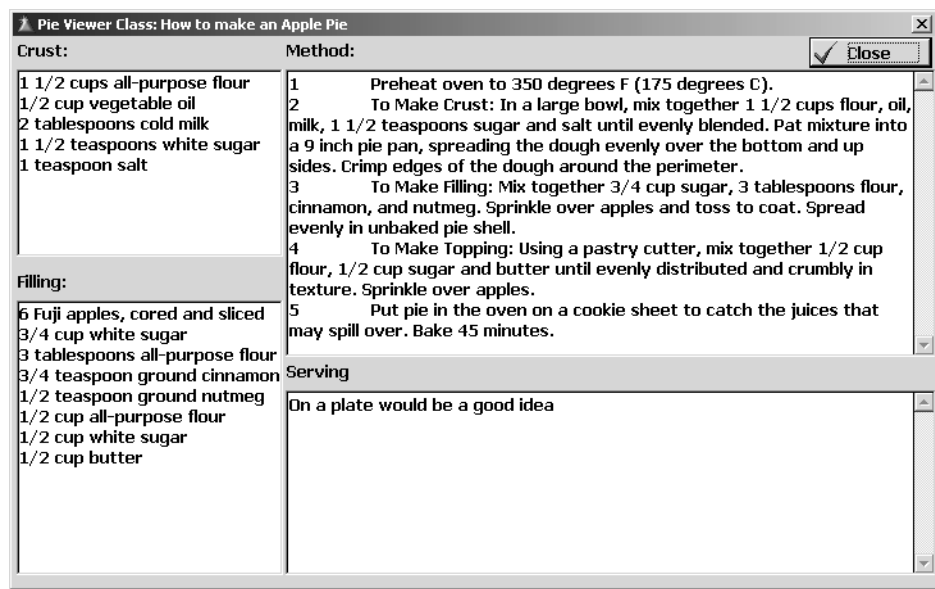 Pie Viewer Class: How to make an Apple Pie
Crust:
1 1/2 cups all-purpose flour
1/2 cup vegetable oil
2 tablespoons cold milk
1 1/2 teaspoons white sugar
1 teaspoon salt
Filling:
6 Fuji apples, cored and sliced
3/4 cup white sugar
3 tablespoons all-purpose flour
3/4 teaspoon ground cinnamon
1/2 teaspoon ground nutmeg
1/2 cup all-purpose flour
1/2 cup white sugar
1/2 cup butter
Method:
Close
1 Preheat oven to 350 degrees F (175 degrees C).
2 To Make Crust: In a large bowl, mix together 1 1/2 cups flour, oil,
milk, 1 1/2 teaspoons sugar and salt until evenly blended. Pat mixture into
a 9 inch pie pan, spreading the dough evenly over the bottom and up
sides. Crimp edges of the dough around the perimeter.
3 To Make Filling: Mix together 3/4 cup sugar, 3 tablespoons flour,
cinnamon, and nutmeg. Sprinkle over apples and toss to coat. Spread
evenly in unbaked pie shell.
4 To Make Topping: Using a pastry cutter, mix together 1/2 cup
flour, 1/2 cup sugar and butter until evenly distributed and crumbly in
texture. Sprinkle over apples.
5 Put pie in the oven on a cookie sheet to catch the juices that
may spill over. Bake 45 minutes.
Serving
On a plate would be a good idea